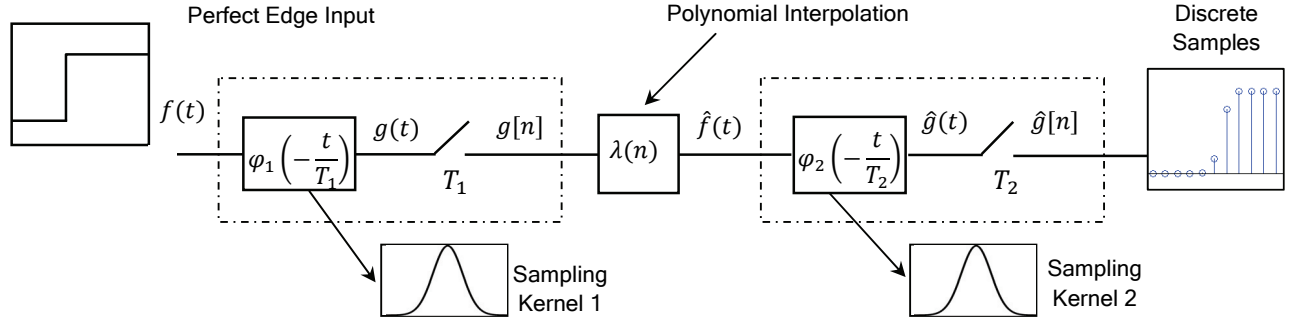 Perfect Edge Input
Polynomial Interpolation
Discrete
Samples
f(t)
φ₁(−t/T₁)
g(t)
g[n]
T₁
λ(n)
f̂(t)
φ₂(−t/T₂)
ĝ(t)
ĝ[n]
T₂
Sampling
Kernel 1
Sampling
Kernel 2